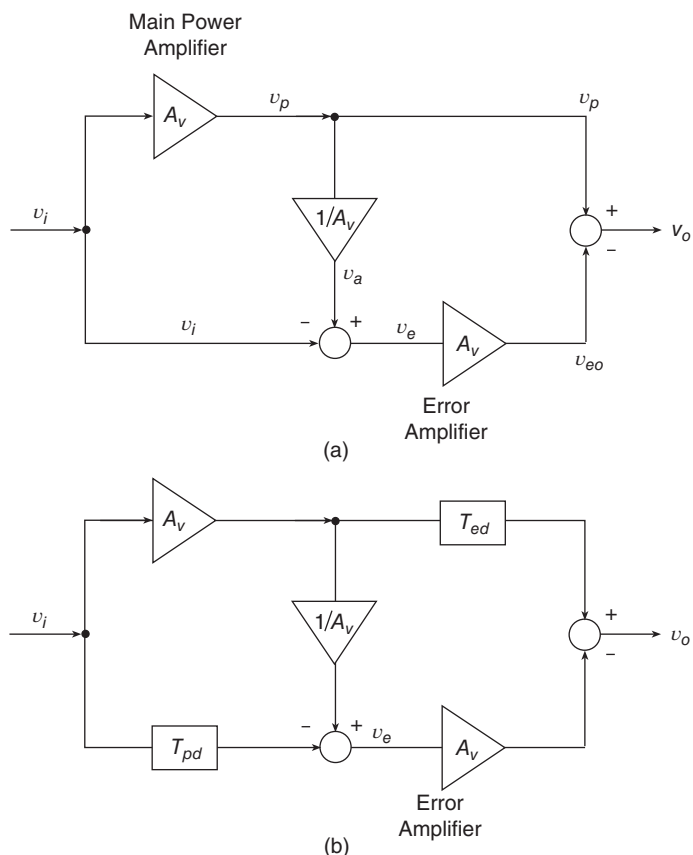 Main Power
Amplifier
A_v
v_p
v_p
v_i
1/A_v
+
−
v_o
v_a
v_i
−
+
v_e
A_v
v_eo
Error
Amplifier
(a)
A_v
T_ed
v_i
1/A_v
+
−
v_o
−
+
v_e
T_pd
A_v
Error
Amplifier
(b)